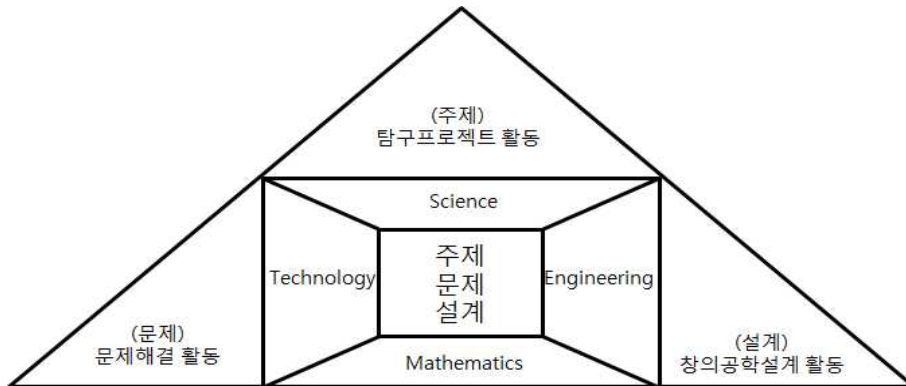 (주제)
탐구프로젝트 활동
Science
Technology
주제
문제
설계
Engineering
(문제)
문제해결 활동
Mathematics
(설계)
창의공학설계 활동